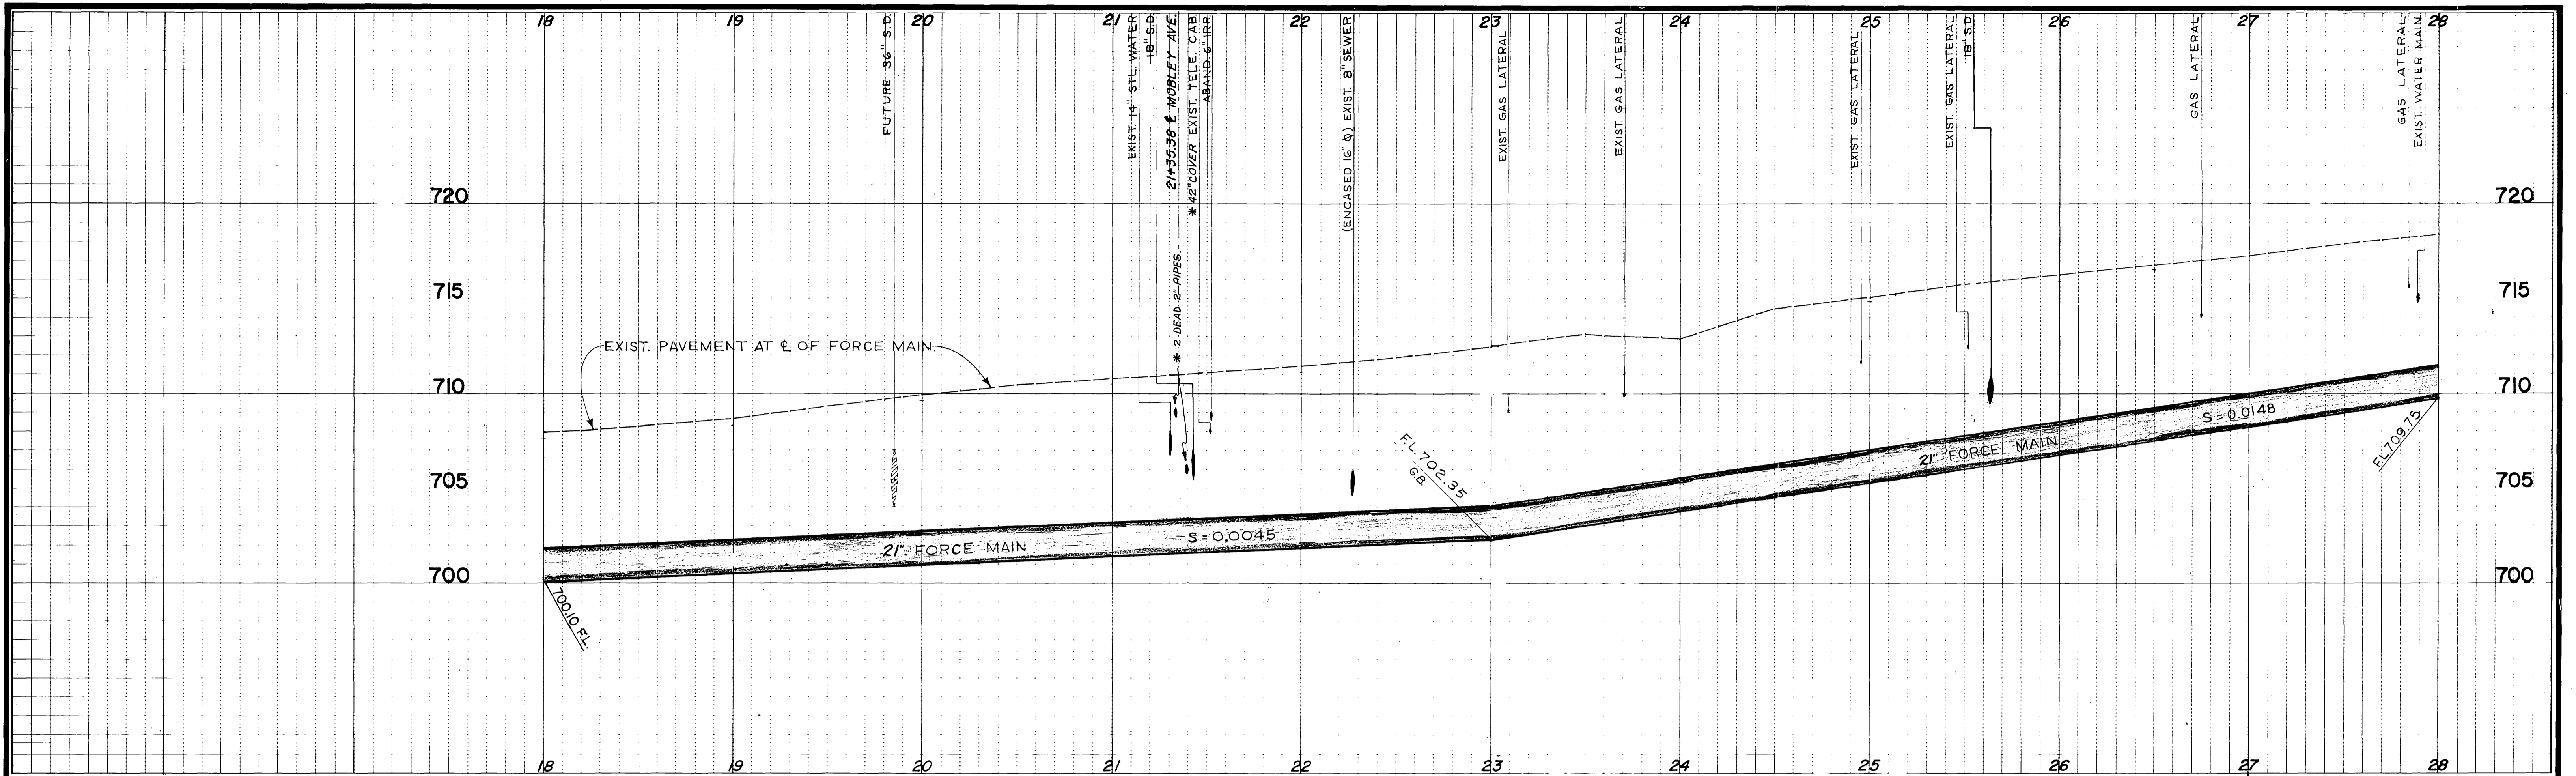 18 19 20 21 22 23 24 25 26 27 28
FUTURE 36" S.D.
EXIST. 14" STL. WATER
18" S.D.
21+35.38 ℄ MOBLEY AVE.
* 42" COVER EXIST. TELE. CAB.
ABAND. 6" IRR.
* 2 DEAD 2" PIPES
(ENCASED 16" Φ) EXIST. 8" SEWER
EXIST. GAS LATERAL
EXIST. GAS LATERAL
EXIST. GAS LATERAL
EXIST. GAS LATERAL
18" S.D.
GAS LATERAL
GAS LATERAL
EXIST. WATER MAIN
720 720
715 715
EXIST. PAVEMENT AT ℄ OF FORCE MAIN
710 710
S = 0.0148
21" FORCE MAIN
F.L. 709.75
F.L. 702.35
G.B.
705 705
21" FORCE MAIN
S = 0.0045
700 700
700.10 F.L.
18 19 20 21 22 23 24 25 26 27 28